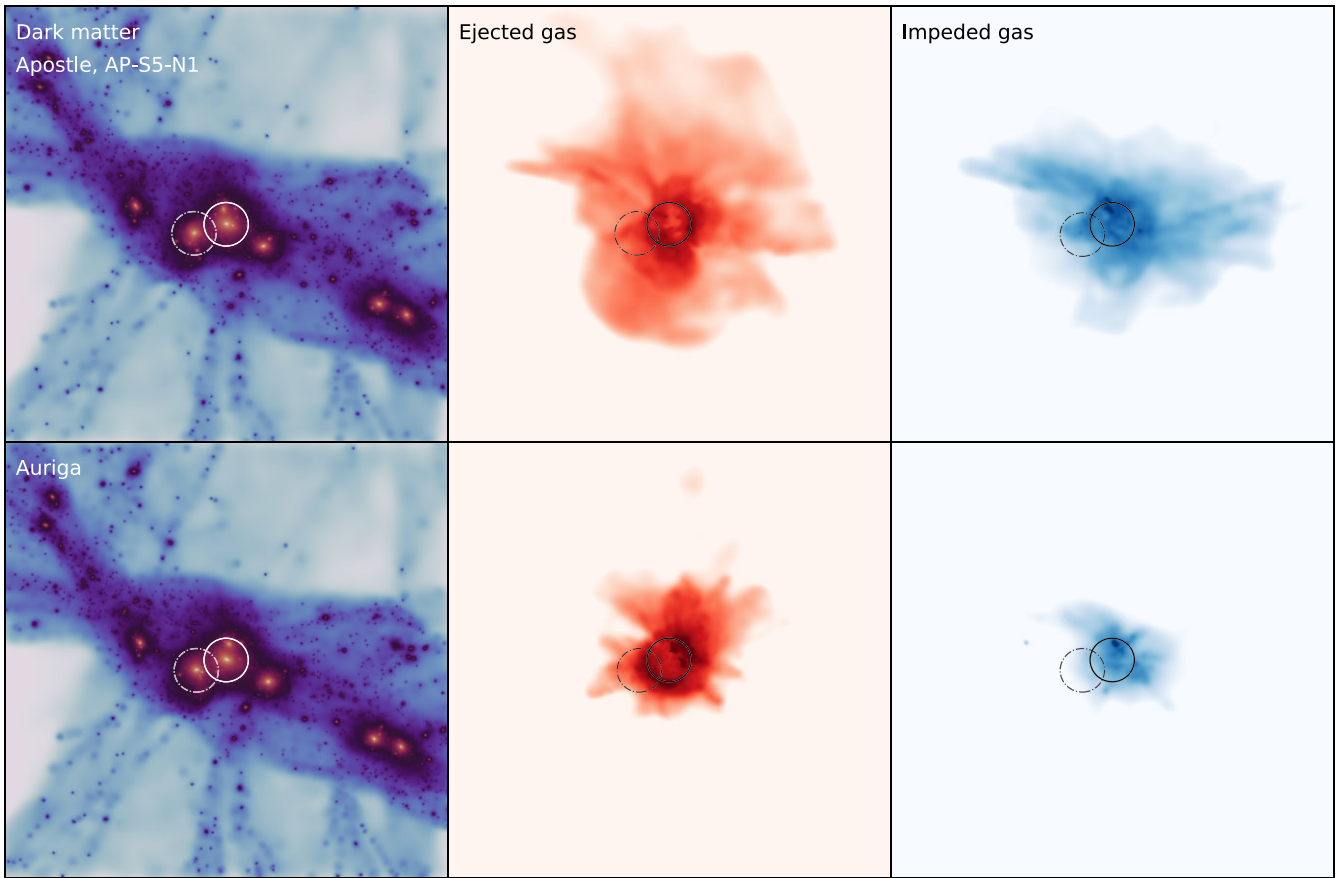 Dark matter
Apostle, AP-S5-N1
Ejected gas
Impeded gas
Auriga